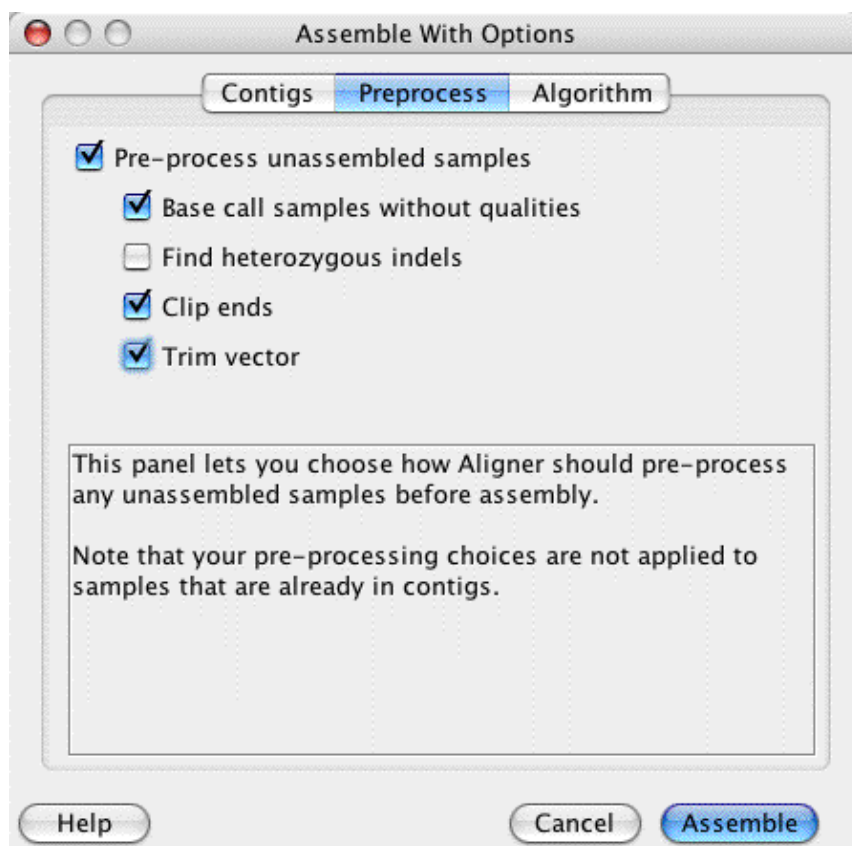 Assemble With Options
Contigs Preprocess Algorithm
Pre-process unassembled samples
Base call samples without qualities
Find heterozygous indels
Clip ends
Trim vector
This panel lets you choose how Aligner should pre-process
any unassembled samples before assembly.
Note that your pre-processing choices are not applied to
samples that are already in contigs.
Help Cancel Assemble